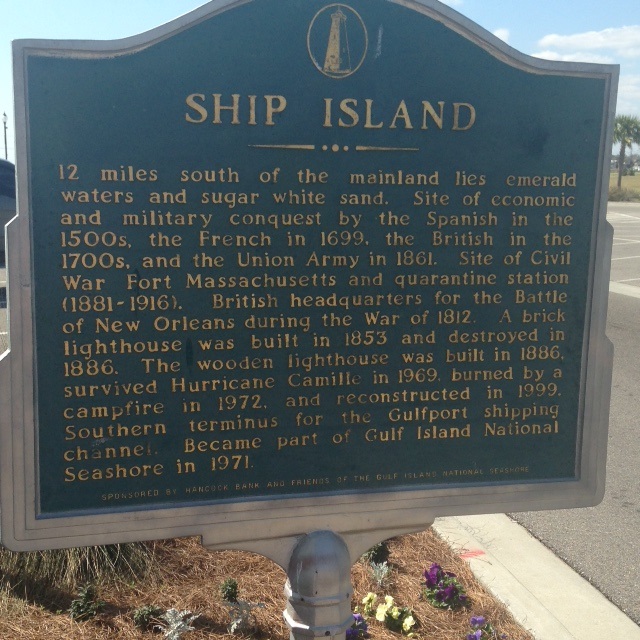 SHIP ISLAND
12 miles south of the mainland lies emerald
waters and sugar white sand. Site of economic
and military conquest by the Spanish in the
1500s, the French in 1699, the British in the
1700s, and the Union Army in 1861. Site of Civil
War Fort Massachusetts and quarantine station
(1881-1916). British headquarters for the Battle
of New Orleans during the War of 1812. A brick
lighthouse was built in 1853 and destroyed in
1886. The wooden lighthouse was built in 1886,
survived Hurricane Camille in 1969, burned by a
campfire in 1972, and reconstructed in 1999.
Southern terminus for the Gulfport shipping
channel. Became part of Gulf Island National
Seashore in 1971.
SPONSORED BY HANCOCK BANK AND FRIENDS OF THE GULF ISLAND NATIONAL SEASHORE